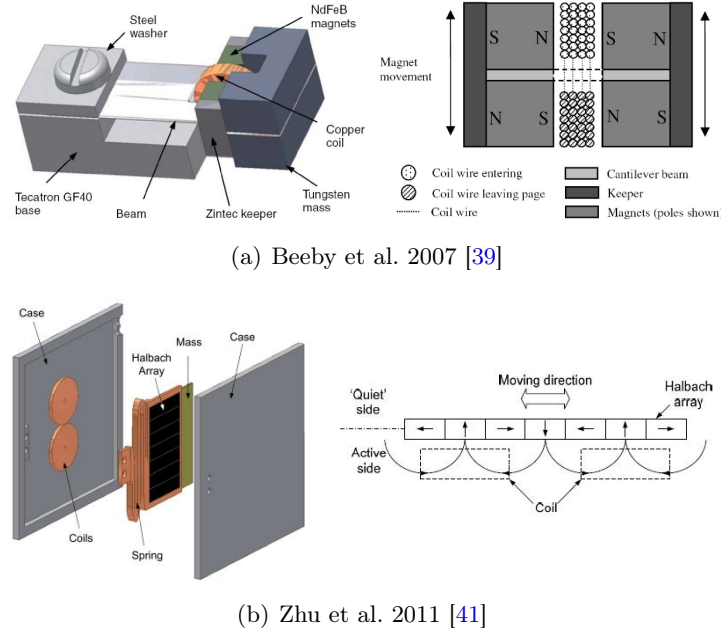 Steel
washer
NdFeB
magnets
Copper
coil
Tungsten
mass
Zintec keeper
Beam
Tecatron GF40
base
Magnet
movement
S N N S
N S S N
Coil wire entering
Coil wire leaving page
Coil wire
Cantilever beam
Keeper
Magnets (poles shown)
(a) Beeby et al. 2007 [39]
Case
Halbach
Array
Mass
Case
Coils
Spring
'Quiet'
side
Moving direction
Halbach
array
Active
side
Coil
(b) Zhu et al. 2011 [41]